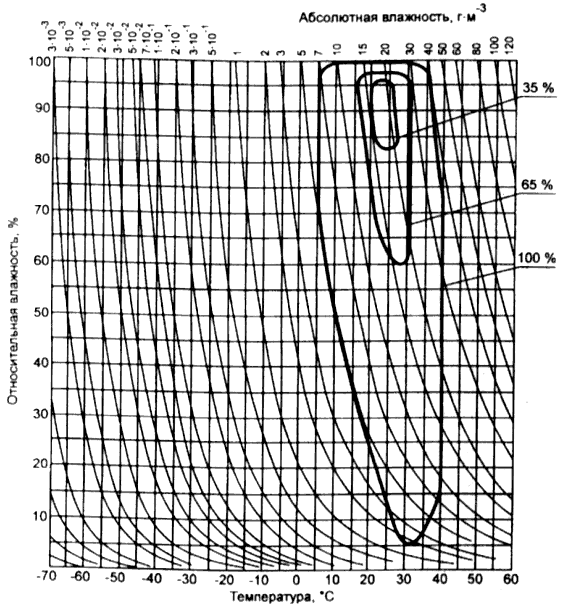 Абсолютная влажность, г·м⁻³
3·10⁻³ 5·10⁻³ 1·10⁻² 2·10⁻² 3·10⁻² 5·10⁻² 7·10⁻² 1·10⁻¹ 2·10⁻¹ 3·10⁻¹ 5·10⁻¹ 1 2 3 5 7 10 15 20 30 40 50 60 80 100 120
100
90
80
70
60
50
40
30
20
10
Относительная влажность, %
35 %
65 %
100 %
-70 -60 -50 -40 -30 -20 -10 0 10 20 30 40 50 60
Температура, °C